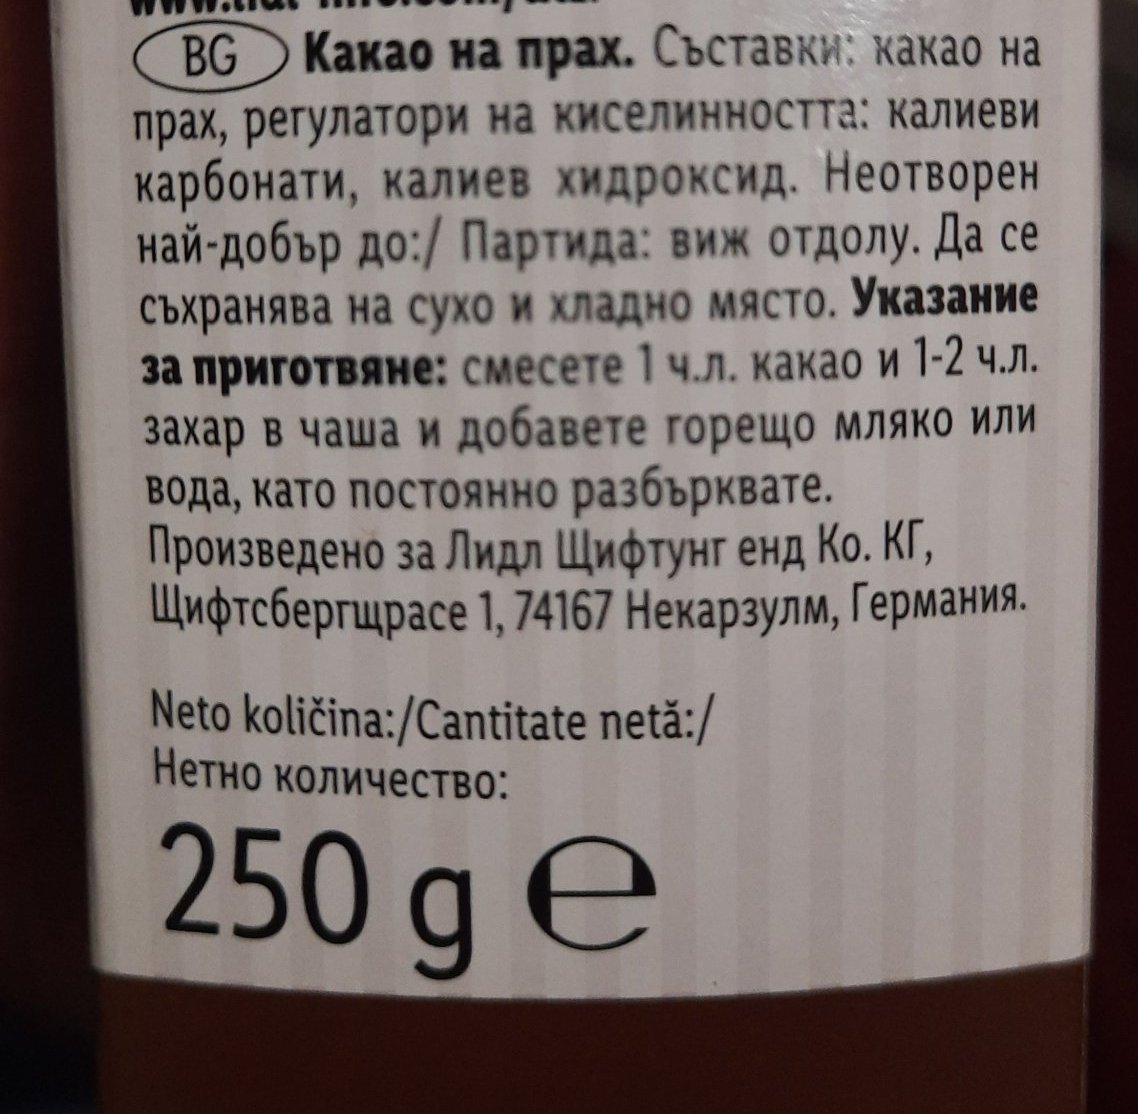 BG Какао на прах. Съставки: какао на
прах, регулатори на киселинността: калиеви
карбонати, калиев хидроксид. Неотворен
най-добър до:/ Партида: виж отдолу. Да се
съхранява на сухо и хладно място. Указание
за приготвяне: смесете 1 ч.л. какао и 1-2 ч.л.
захар в чаша и добавете горещо мляко или
вода, като постоянно разбърквате.
Произведено за Лидл Щифтунг енд Ко. КГ,
Щифтсбергщрасе 1, 74167 Некарзулм, Германия.
Neto količina:/Cantitate netă:/
Нетно количество:
250 g e